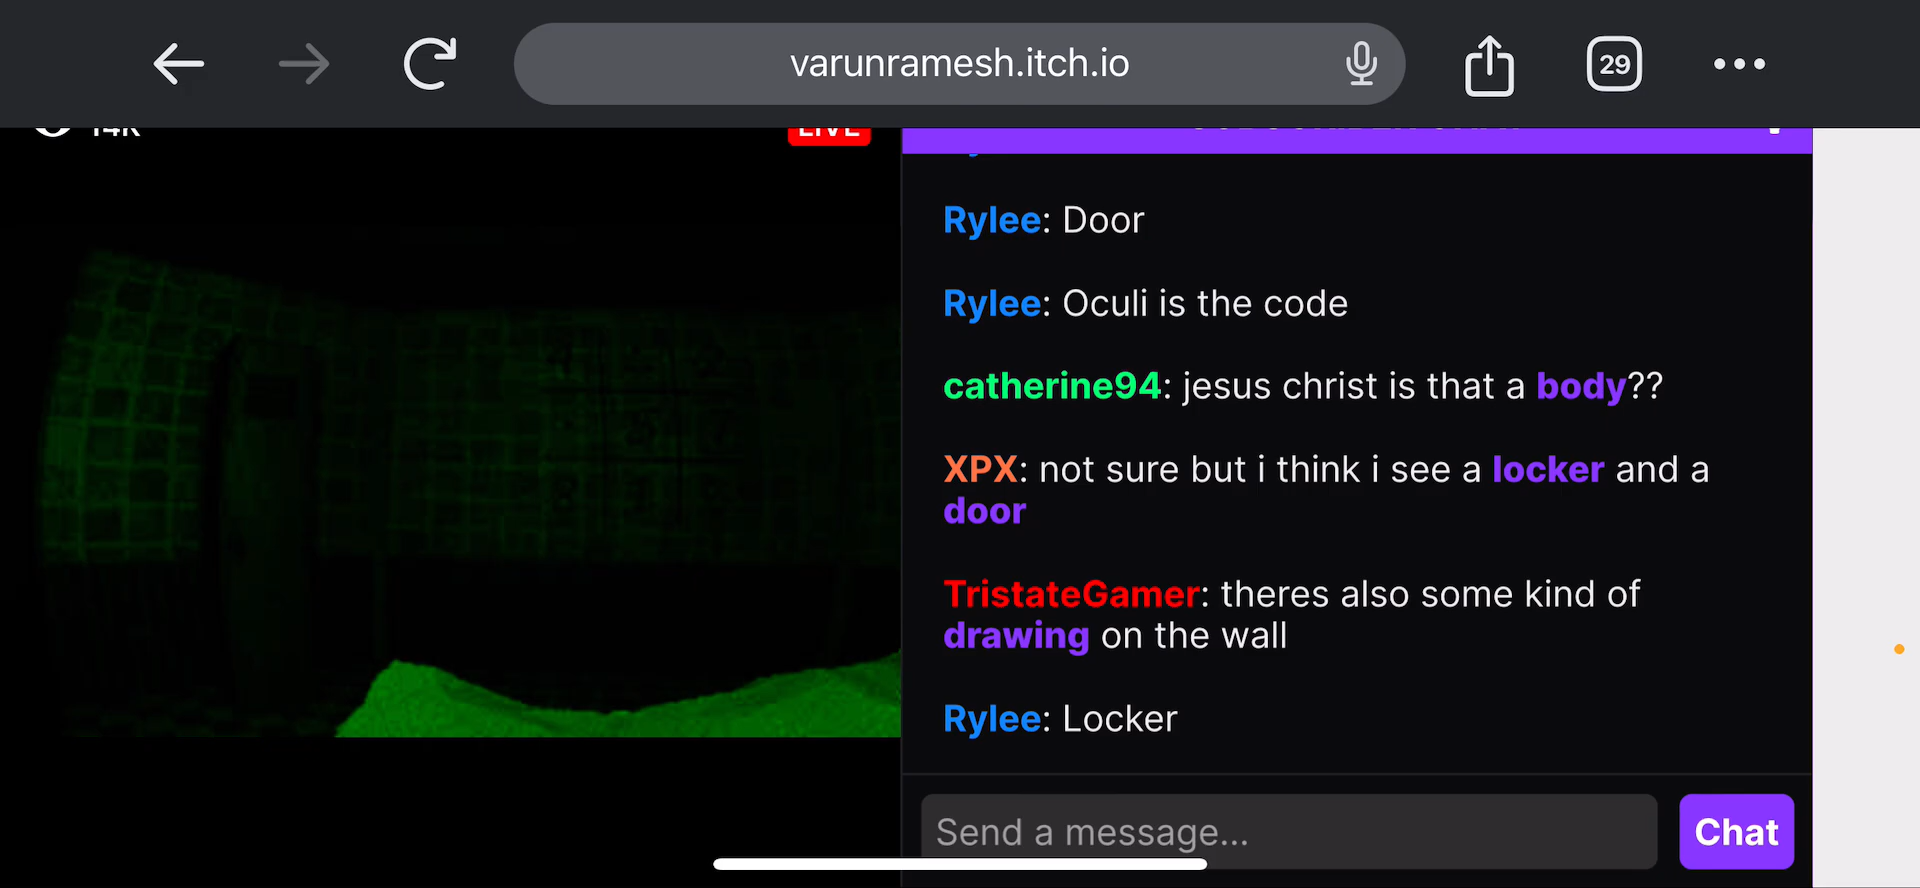 varunramesh.itch.io
29
14K
LIVE
Rylee: Door
Rylee: Oculi is the code
catherine94: jesus christ is that a body??
XPX: not sure but i think i see a locker and a
door
TristateGamer: theres also some kind of
drawing on the wall
Rylee: Locker
Send a message...
Chat